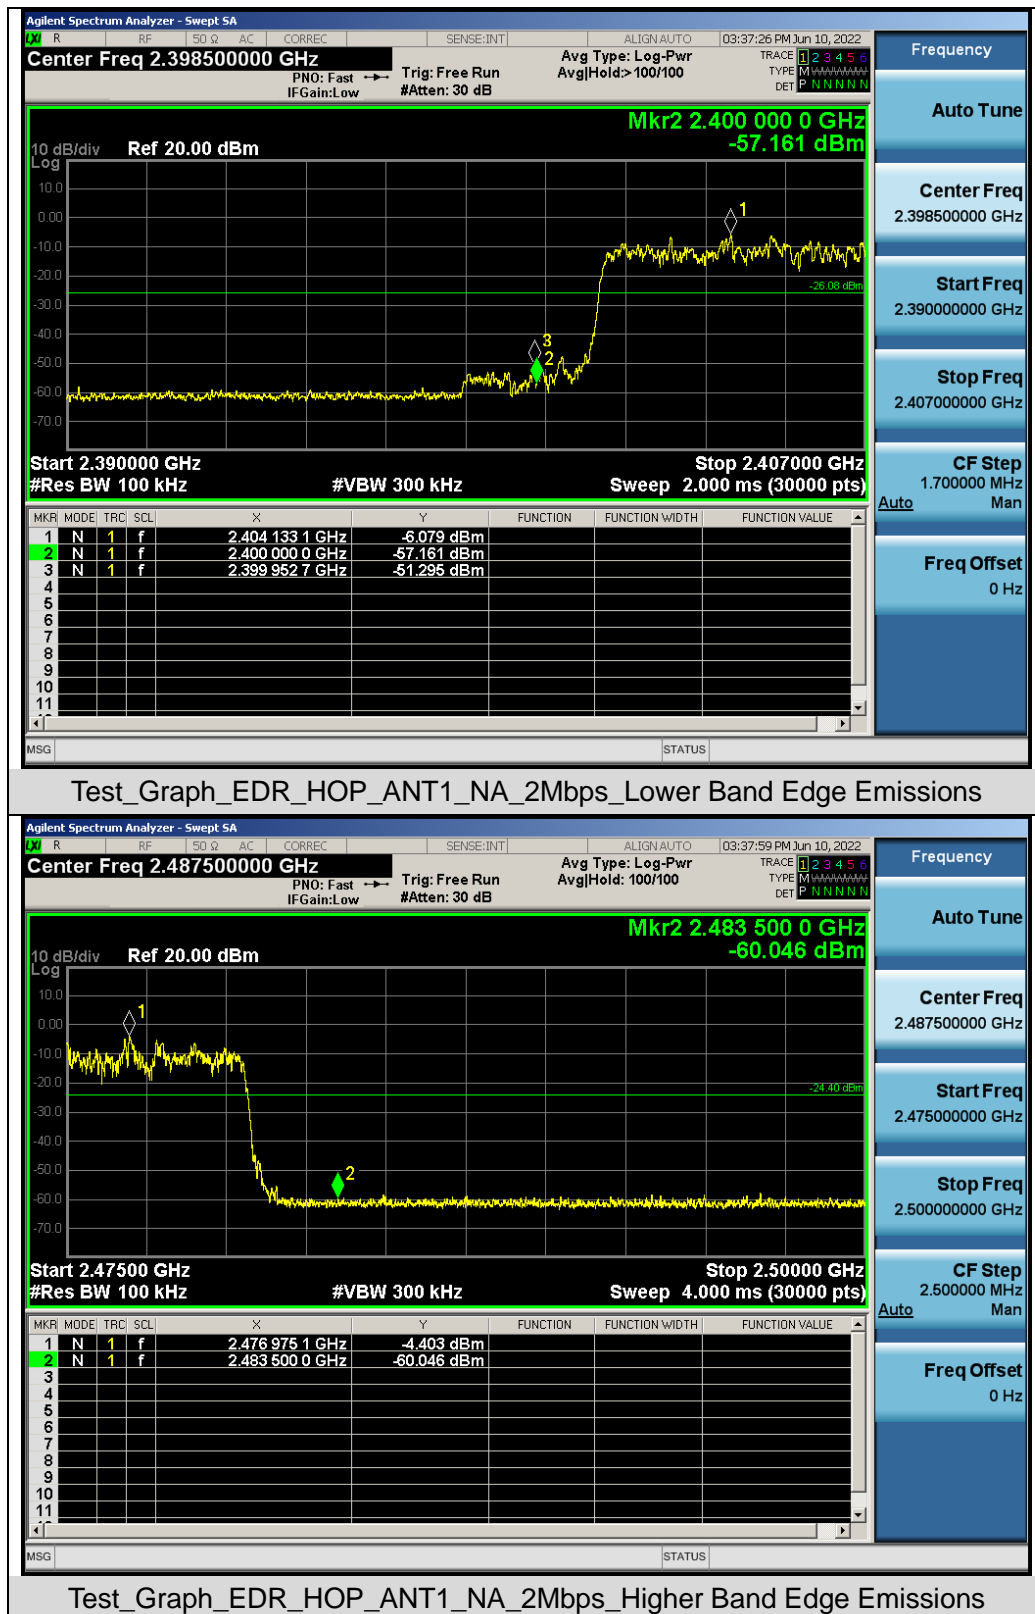 Agilent Spectrum Analyzer - Swept SA
LXI R RF 50 Ω AC CORREC SENSE:INT ALIGN AUTO 03:37:26 PM Jun 10, 2022
Center Freq 2.398500000 GHz
PNO: Fast
IFGain:Low
Trig: Free Run
#Atten: 30 dB
Avg Type: Log-Pwr
Avg|Hold:>100/100
TRACE 1 2 3 4 5 6
TYPE M
DET P N N N N N
Mkr2 2.400 000 0 GHz
-57.161 dBm
10 dB/div Ref 20.00 dBm
Log
10.0
0.00
-10.0
-20.0
-30.0
-40.0
-50.0
-60.0
-70.0
1
-26.08 dBm
3
2
Start 2.390000 GHz Stop 2.407000 GHz
#Res BW 100 kHz #VBW 300 kHz Sweep 2.000 ms (30000 pts)
MKR MODE TRC SCL X Y FUNCTION FUNCTION WIDTH FUNCTION VALUE
1 N 1 f 2.404 133 1 GHz -6.079 dBm
2 N 1 f 2.400 000 0 GHz -57.161 dBm
3 N 1 f 2.399 952 7 GHz -51.295 dBm
4
5
6
7
8
9
10
11
MSG STATUS
Frequency
Auto Tune
Center Freq
2.398500000 GHz
Start Freq
2.390000000 GHz
Stop Freq
2.407000000 GHz
CF Step
1.700000 MHz
Auto Man
Freq Offset
0 Hz
Test_Graph_EDR_HOP_ANT1_NA_2Mbps_Lower Band Edge Emissions
Agilent Spectrum Analyzer - Swept SA
LXI R RF 50 Ω AC CORREC SENSE:INT ALIGN AUTO 03:37:59 PM Jun 10, 2022
Center Freq 2.487500000 GHz
PNO: Fast
IFGain:Low
Trig: Free Run
#Atten: 30 dB
Avg Type: Log-Pwr
Avg|Hold: 100/100
TRACE 1 2 3 4 5 6
TYPE M
DET P N N N N N
Mkr2 2.483 500 0 GHz
-60.046 dBm
10 dB/div Ref 20.00 dBm
Log
10.0
0.00
-10.0
-20.0
-30.0
-40.0
-50.0
-60.0
-70.0
1
-24.40 dBm
2
Start 2.47500 GHz Stop 2.50000 GHz
#Res BW 100 kHz #VBW 300 kHz Sweep 4.000 ms (30000 pts)
MKR MODE TRC SCL X Y FUNCTION FUNCTION WIDTH FUNCTION VALUE
1 N 1 f 2.476 975 1 GHz -4.403 dBm
2 N 1 f 2.483 500 0 GHz -60.046 dBm
3
4
5
6
7
8
9
10
11
MSG STATUS
Frequency
Auto Tune
Center Freq
2.487500000 GHz
Start Freq
2.475000000 GHz
Stop Freq
2.500000000 GHz
CF Step
2.500000 MHz
Auto Man
Freq Offset
0 Hz
Test_Graph_EDR_HOP_ANT1_NA_2Mbps_Higher Band Edge Emissions